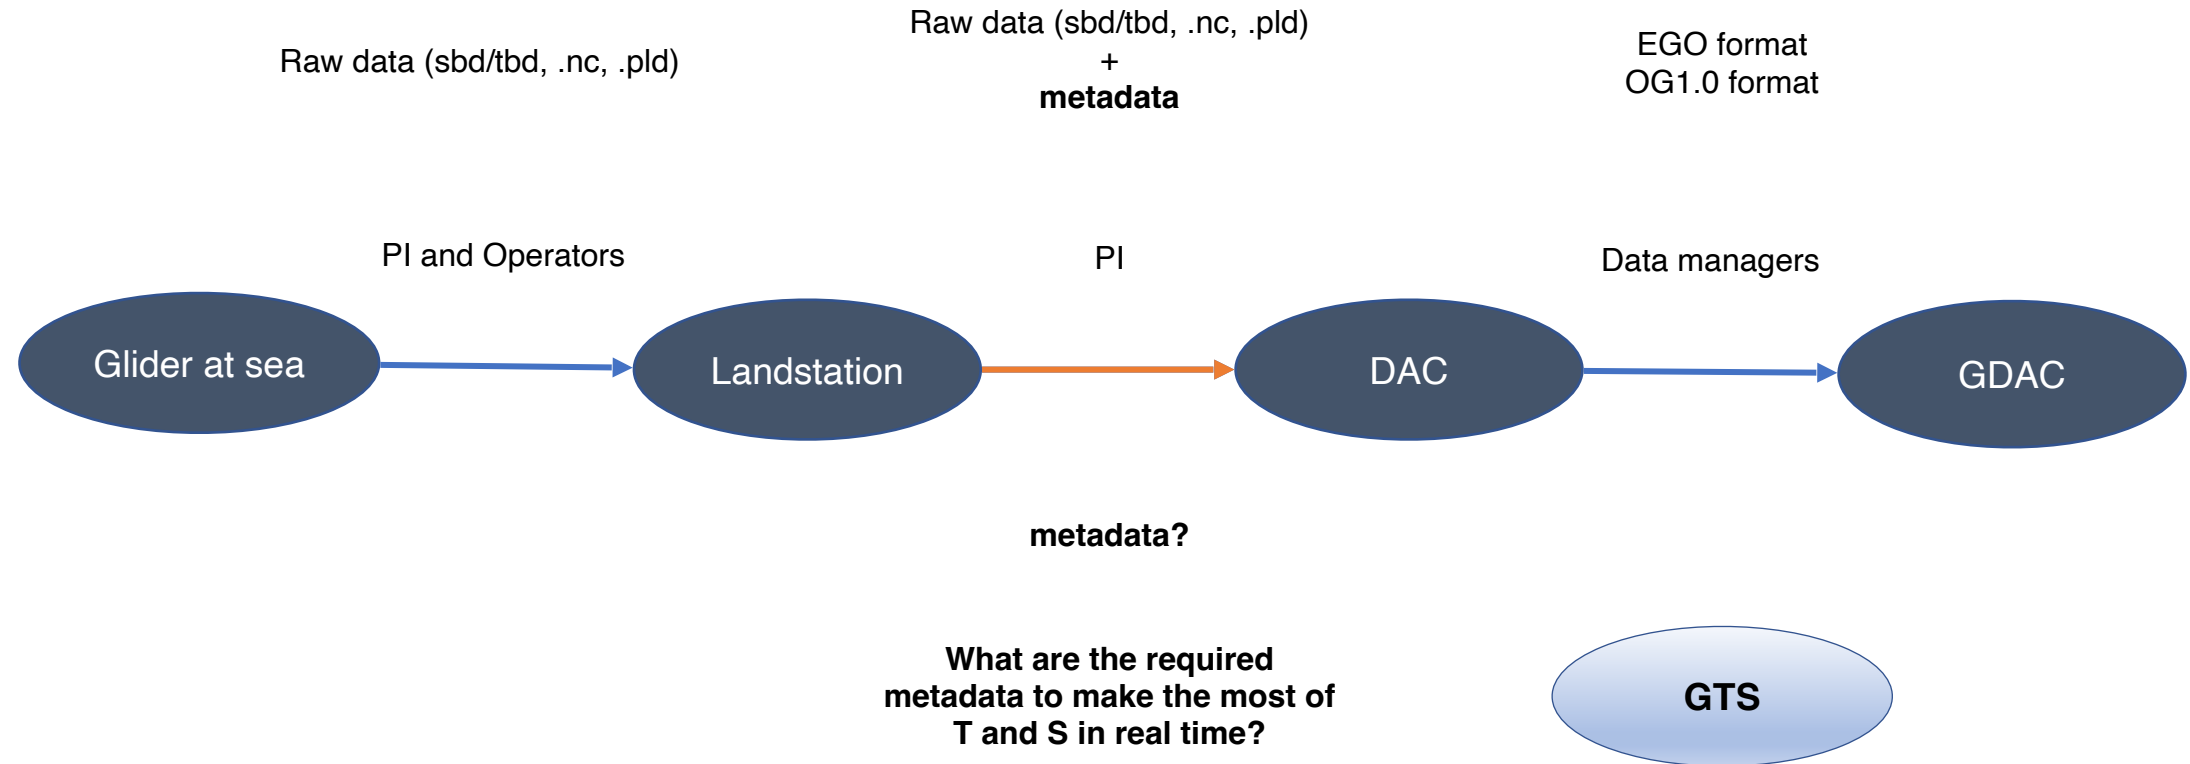 Raw data (sbd/tbd, .nc, .pld)
Raw data (sbd/tbd, .nc, .pld)
+
metadata
EGO format
OG1.0 format
PI and Operators
PI
Data managers
Glider at sea
Landstation
DAC
GDAC
metadata?
What are the required
metadata to make the most of
T and S in real time?
GTS